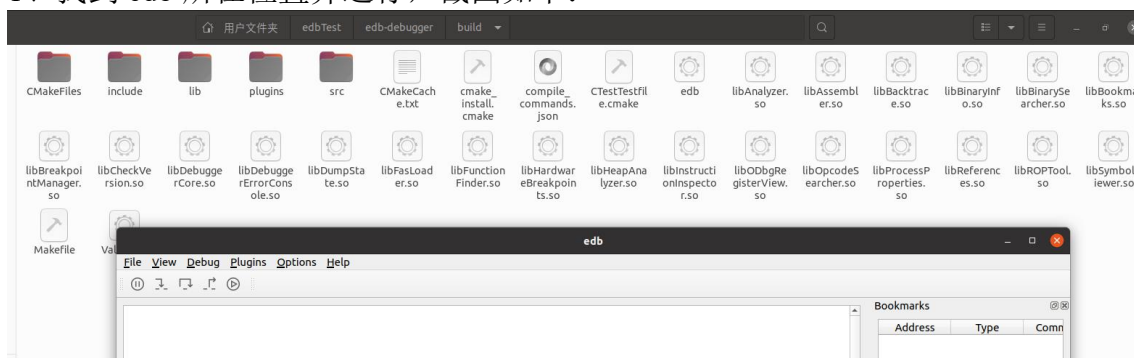 用户文件夹 edbTest edb-debugger build
CMakeFiles include lib plugins src CMakeCach cmake_ compile_ CTestTestfil edb libAnalyzer. libAssembl libBacktrac libBinaryInf libBinarySe libBookma
e.txt install. commands. e.cmake so er.so e.so o.so archer.so ks.so
cmake json
libBreakpoi libCheckVe libDebugge libDebugge libDumpSta libFasLoad libFunction libHardwar libHeapAna libInstructi libODbgRe libOpcodeS libProcessP libReferenc libROPTool. libSymbol
ntManager. rsion.so rCore.so rErrorCons te.so er.so Finder.so eBreakpoin lyzer.so onInspecto gisterView. earcher.so roperties. es.so so iewer.so
so ole.so ts.so r.so so so
Makefile Val
edb
File View Debug Plugins Options Help
Bookmarks
Address Type Comm